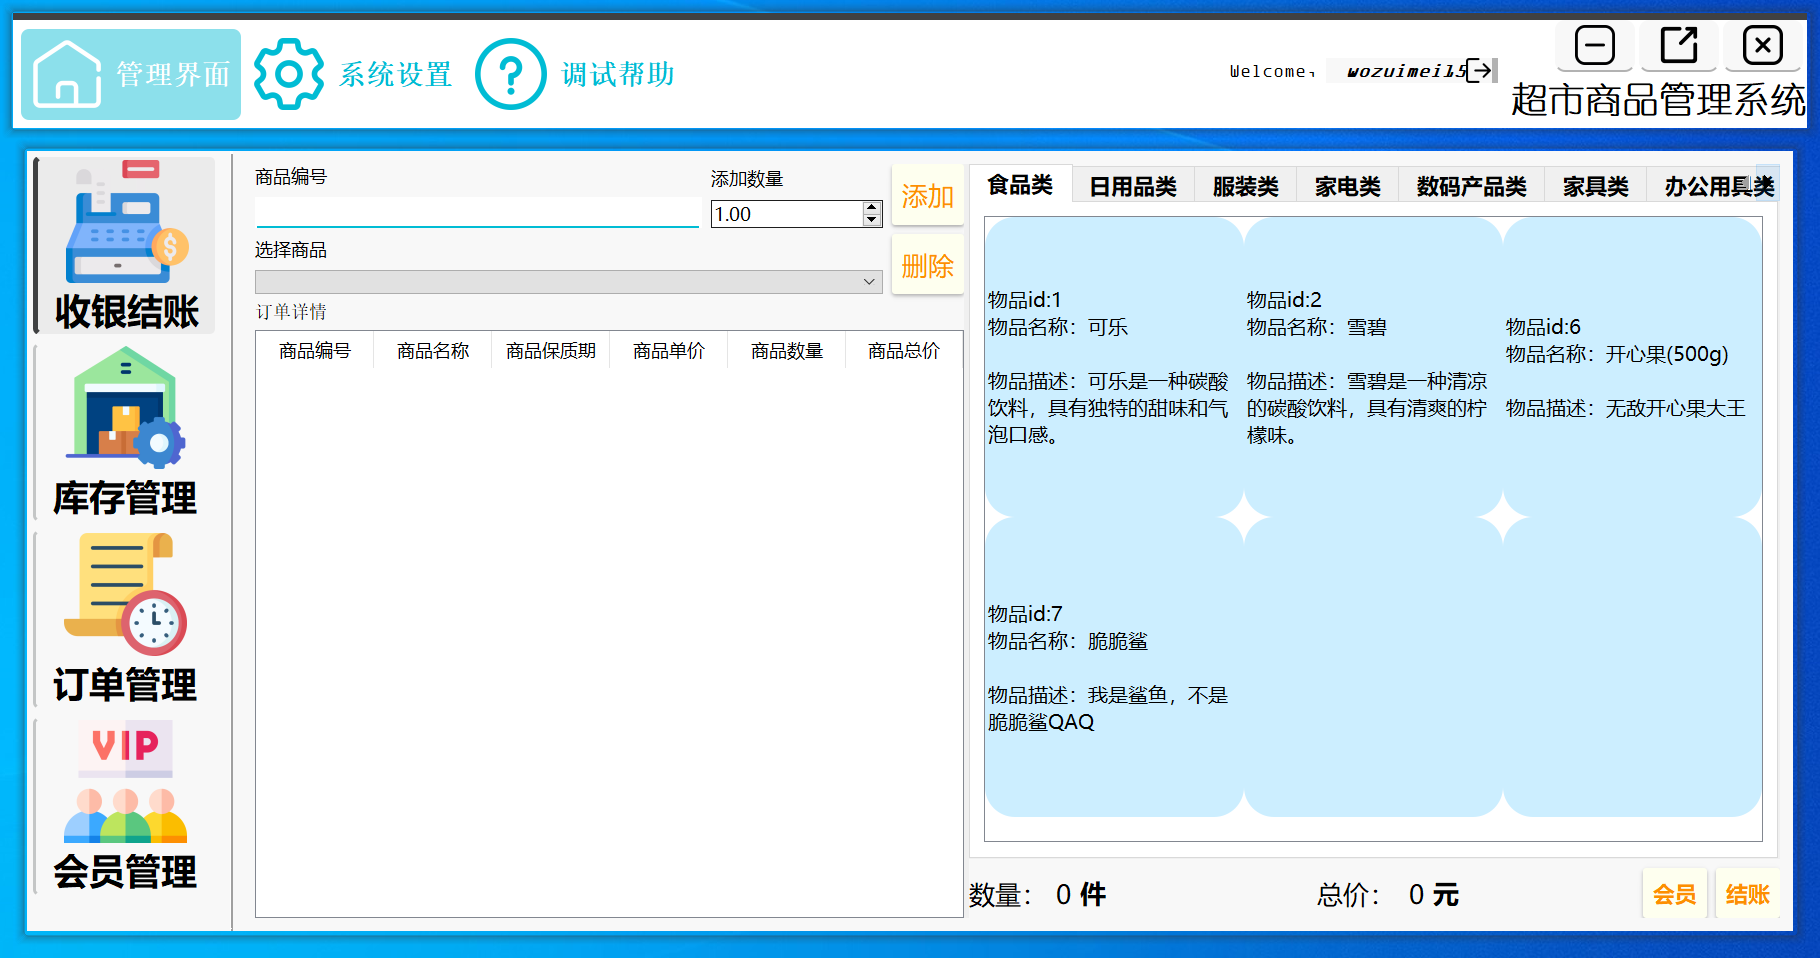 管理界面
系统设置
调试帮助
Welcome,
wozuimei15
超市商品管理系统
收银结账
库存管理
订单管理
VIP
会员管理
商品编号
添加数量
1.00
添加
选择商品
删除
订单详情
商品编号 商品名称 商品保质期 商品单价 商品数量 商品总价
食品类 日用品类 服装类 家电类 数码产品类 家具类 办公用具类
物品id:1
物品名称：可乐
物品描述：可乐是一种碳酸
饮料，具有独特的甜味和气
泡口感。
物品id:2
物品名称：雪碧
物品描述：雪碧是一种清凉
的碳酸饮料，具有清爽的柠
檬味。
物品id:6
物品名称：开心果(500g)
物品描述：无敌开心果大王
物品id:7
物品名称：脆脆鲨
物品描述：我是鲨鱼，不是
脆脆鲨QAQ
数量： 0 件
总价： 0 元
会员
结账